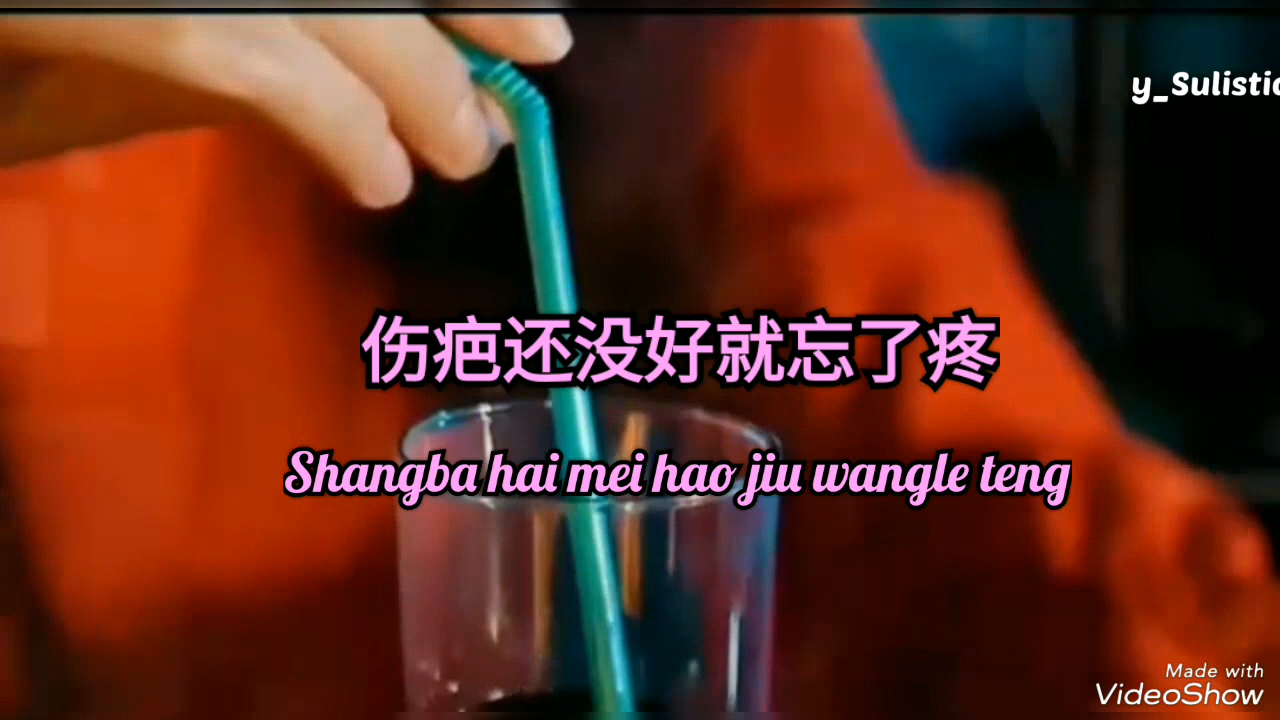 y_Sulistic
伤疤还没好就忘了疼
Shangba hai mei hao jiu wangle teng
Made with
VideoShow